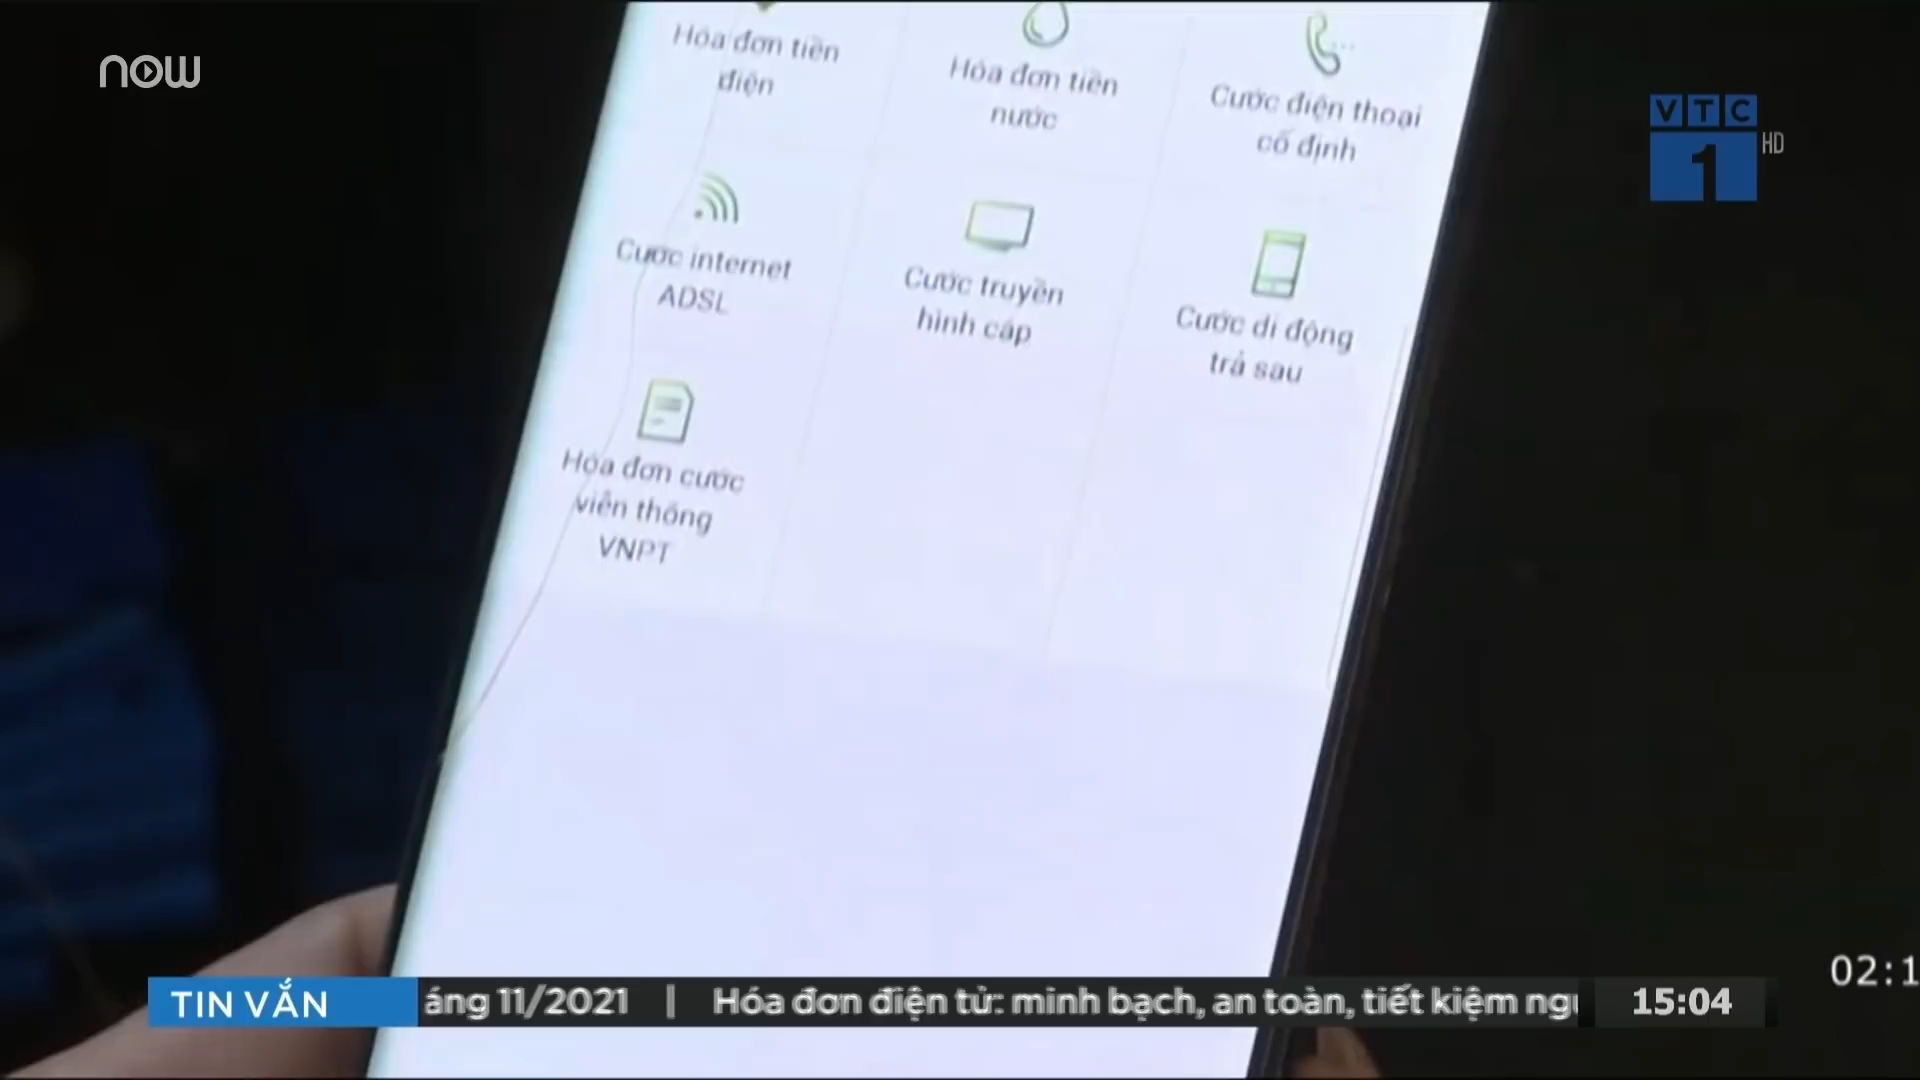 now
VTC
1 HD
Hóa đơn tiền
điện
Hóa đơn tiền
nước
Cước điện thoại
cố định
Cước internet
ADSL
Cước truyền
hình cáp
Cước di động
trả sau
Hóa đơn cước
viễn thông
VNPT
02:1
TIN VẮN
áng 11/2021 | Hóa đơn điện tử: minh bạch, an toàn, tiết kiệm
15:04